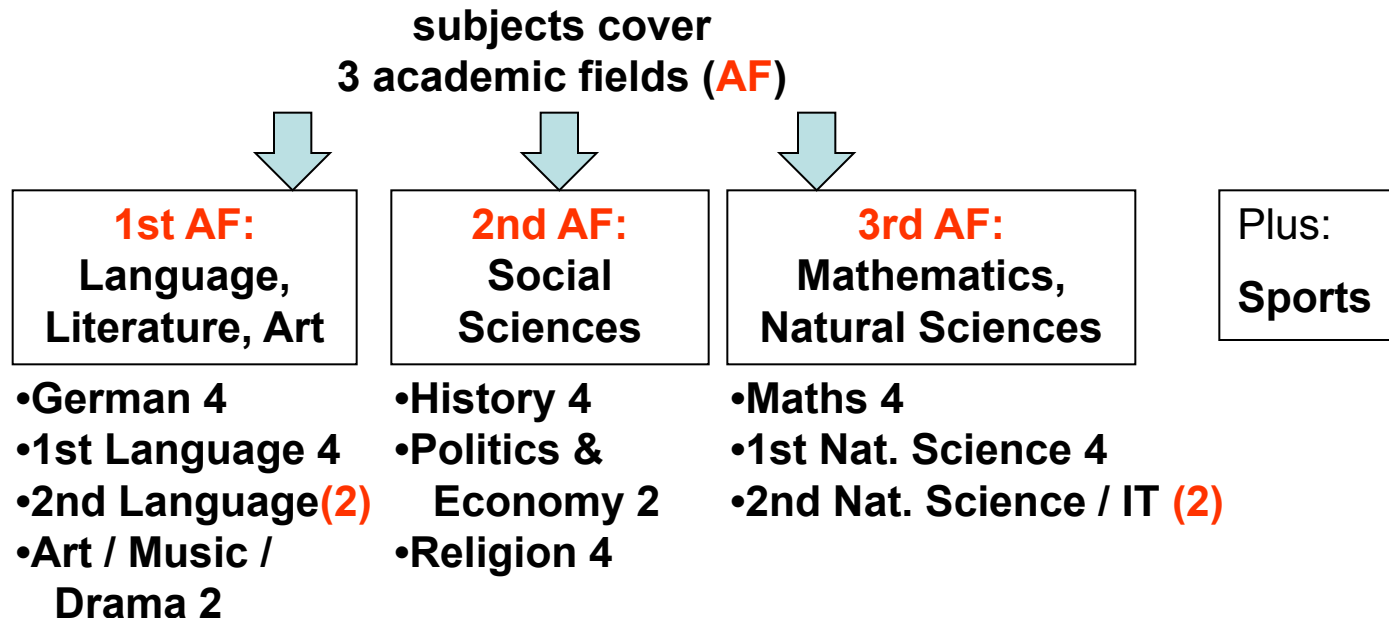 subjects cover
3 academic fields (AF)
1st AF:
Language,
Literature, Art
•German 4
•1st Language 4
•2nd Language(2)
•Art / Music /
Drama 2
2nd AF:
Social
Sciences
•History 4
•Politics &
Economy 2
•Religion 4
3rd AF:
Mathematics,
Natural Sciences
•Maths 4
•1st Nat. Science 4
•2nd Nat. Science / IT (2)
Plus:
Sports